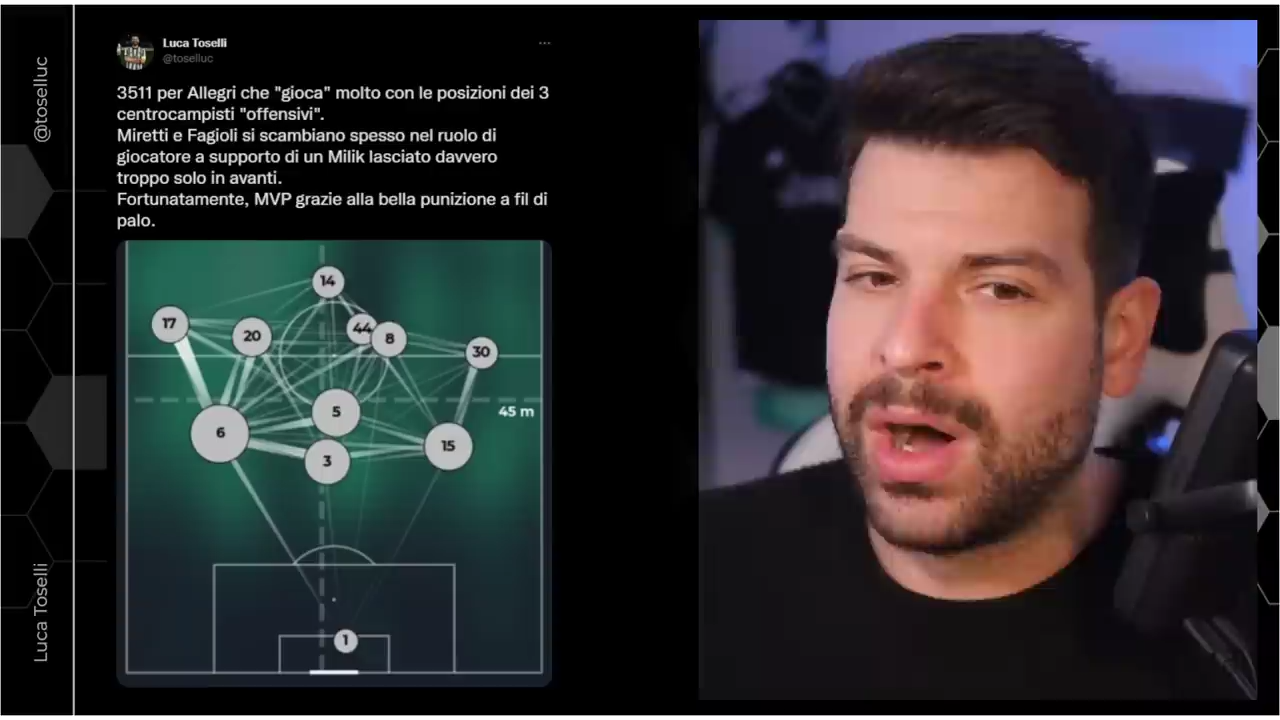 @toselluc
Luca Toselli
Luca Toselli
@toselluc
...
3511 per Allegri che "gioca" molto con le posizioni dei 3
centrocampisti "offensivi".
Miretti e Fagioli si scambiano spesso nel ruolo di
giocatore a supporto di un Milik lasciato davvero
troppo solo in avanti.
Fortunatamente, MVP grazie alla bella punizione a fil di
palo.
14
17
20
44
8
30
5
45 m
6
15
3
1